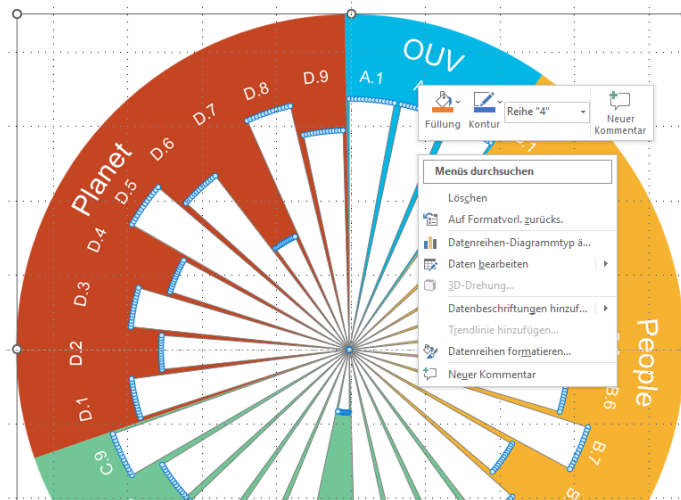 OUV
A.1
D.9
D.8
D.7
D.6
D.5
D.4
D.3
D.2
D.1
C.9
Planet
People
B.6
B.7
Füllung
Kontur
Reihe "4"
Neuer
Kommentar
Menüs durchsuchen
Löschen
Auf Formatvorl. zurücks.
Datenreihen-Diagrammtyp ä...
Daten bearbeiten
3D-Drehung...
Datenbeschriftungen hinzuf...
Trendlinie hinzufügen...
Datenreihen formatieren...
Neuer Kommentar